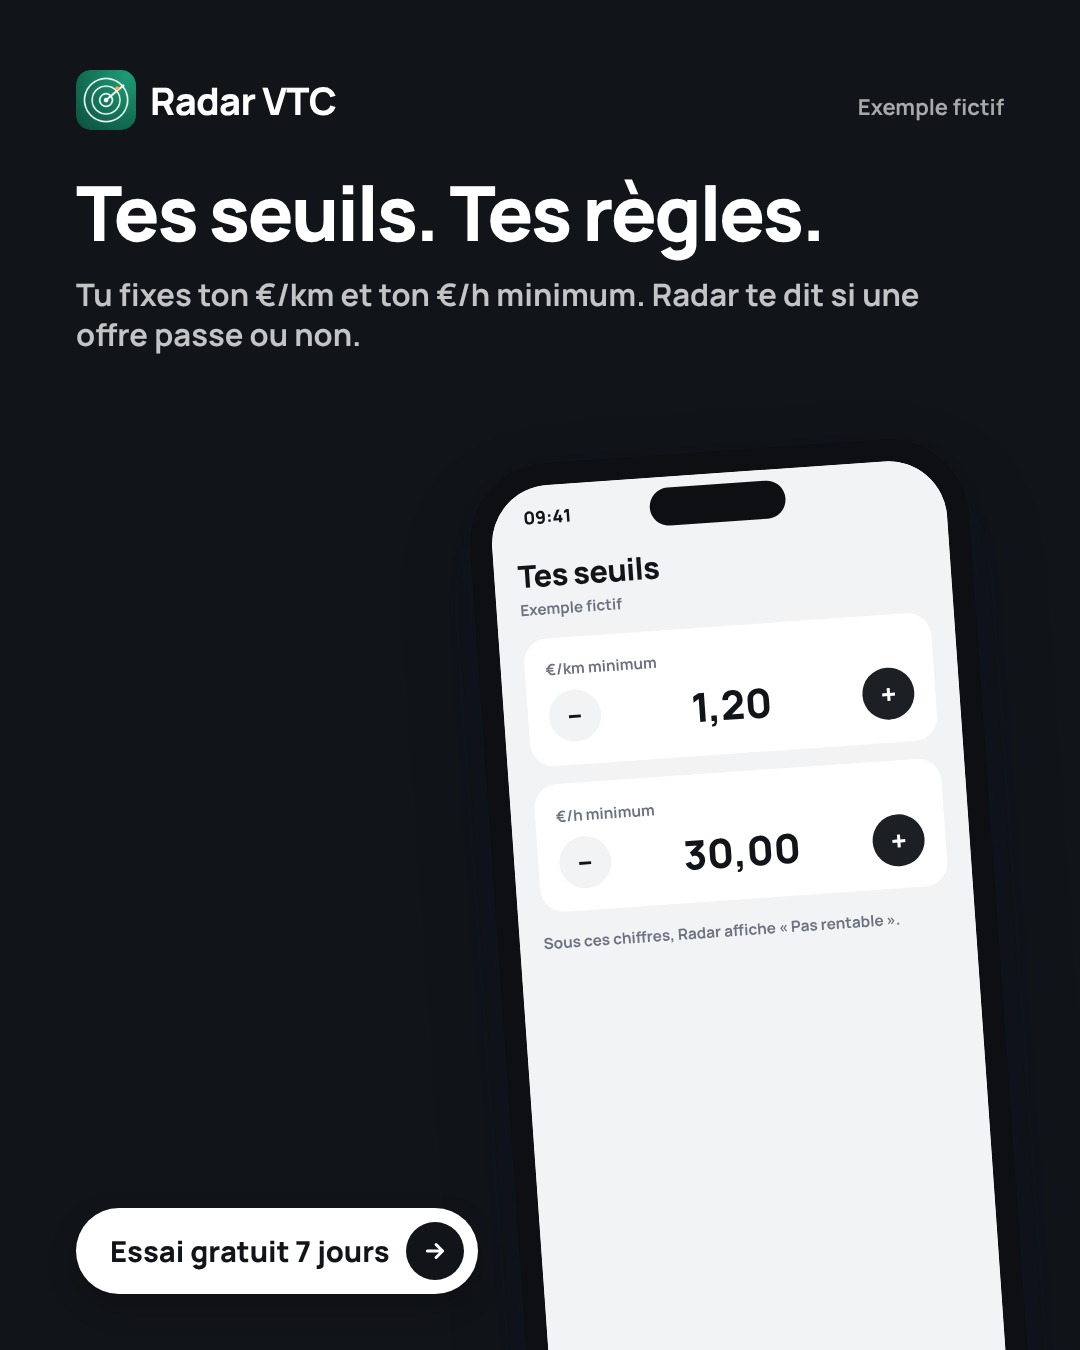 Radar VTC
Exemple fictif
Tes seuils. Tes règles.
Tu fixes ton €/km et ton €/h minimum. Radar te dit si une
offre passe ou non.
09:41
Tes seuils
Exemple fictif
€/km minimum
− 1,20 +
€/h minimum
− 30,00 +
Sous ces chiffres, Radar affiche « Pas rentable ».
Essai gratuit 7 jours →